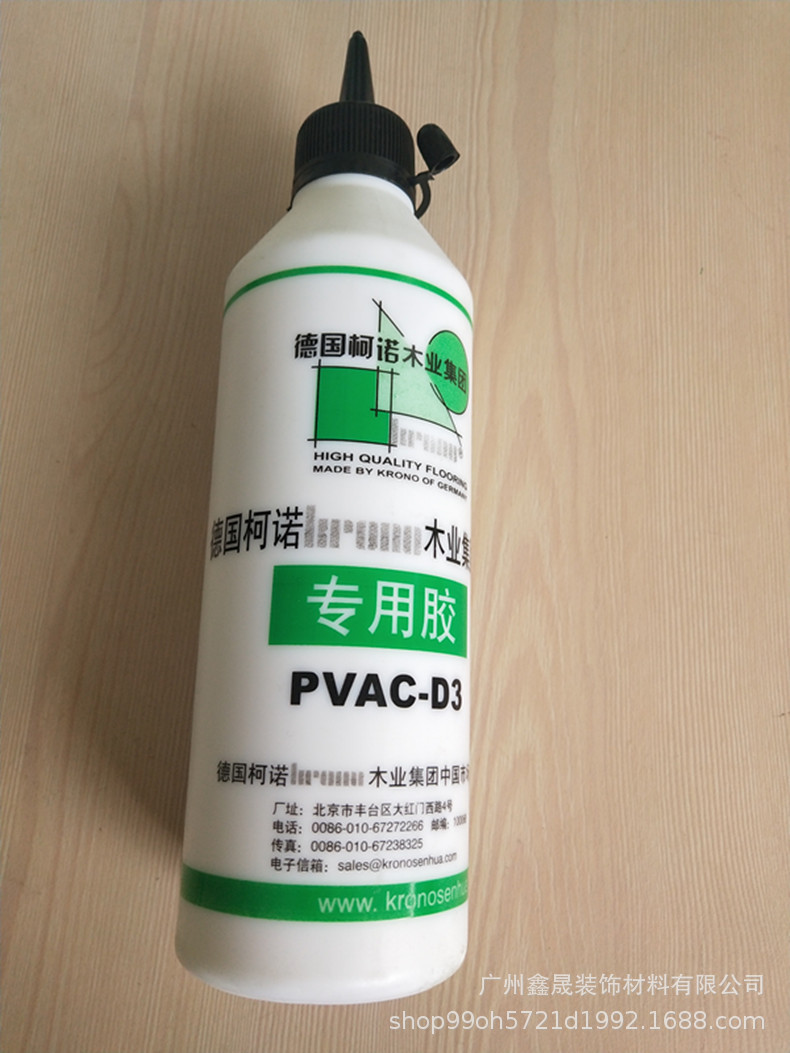 德国柯诺木业集团
HIGH QUALITY FLOORING
MADE BY KRONO OF GERMANY
德国柯诺 木业集
专用胶
PVAC-D3
德国柯诺 木业集团中国市
厂址：北京市丰台区大红门西路4号
电话：0086-010-67272266 邮编：
传真：0086-010-67238325
电子信箱：sales@kronosenhua.com
www. kronosenhua
广州鑫晟装饰材料有限公司
shop99oh5721d1992.1688.com